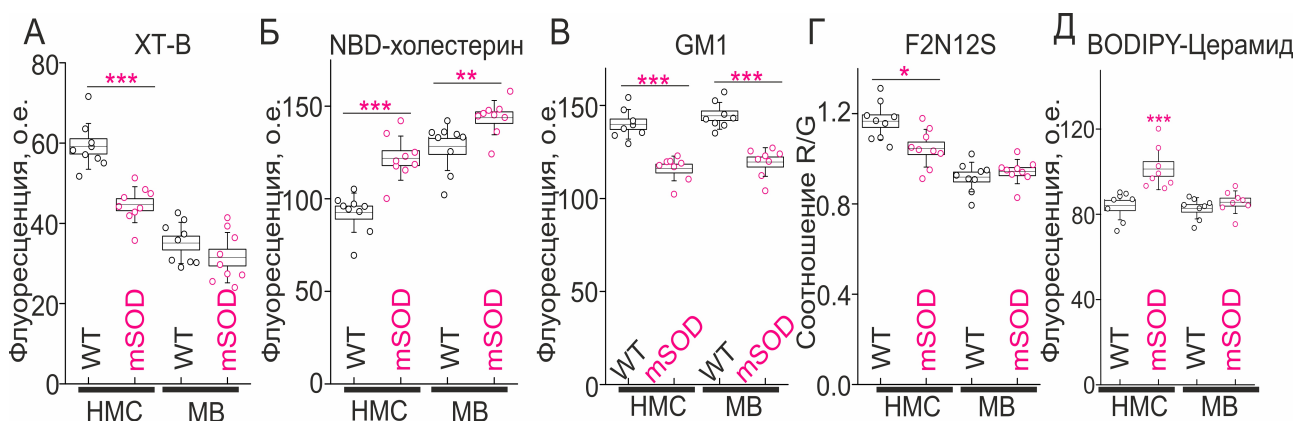 А
ХТ-В
Флуоресценция, о.е.
80
60
40
20
0
***
WT
mSOD
WT
mSOD
НМС
МВ
Б
NBD-холестерин
Флуоресценция, о.е.
150
100
50
0
***
**
WT
mSOD
WT
mSOD
НМС
МВ
В
GM1
Флуоресценция, о.е.
150
100
50
0
***
***
WT
mSOD
WT
mSOD
НМС
МВ
Г
F2N12S
Соотношение R/G
1.2
0.9
0.4
0.0
*
WT
mSOD
WT
mSOD
НМС
МВ
Д
BODIPY-Церамид
Флуоресценция, о.е.
120
80
40
0
***
WT
mSOD
WT
mSOD
НМС
МВ